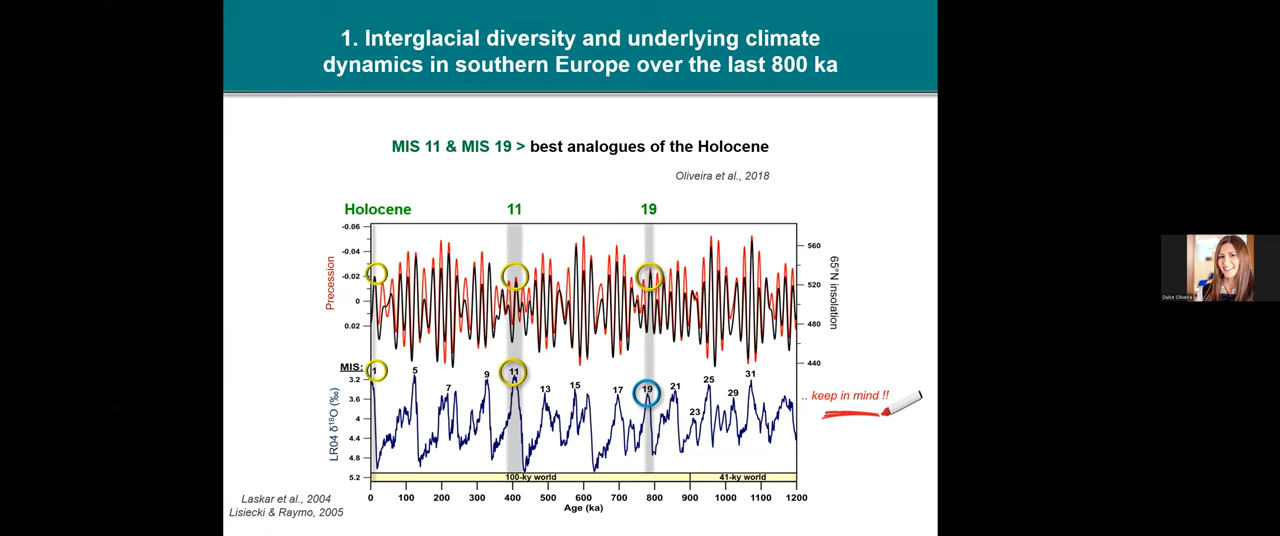 1. Interglacial diversity and underlying climate
dynamics in southern Europe over the last 800 ka
MIS 11 & MIS 19 > best analogues of the Holocene
Oliveira et al., 2018
Holocene 11 19
-0.06
-0.04
-0.02
0
0.02
Precession
560
520
480
440
65°N insolation
MIS:
1 5 7 9 11 13 15 17 19 21 23 25 29 31
3.2
3.6
4
4.4
4.8
5.2
LR04 δ18O (‰)
.. keep in mind !!
100-ky world 41-ky world
0 100 200 300 400 500 600 700 800 900 1000 1100 1200
Age (ka)
Laskar et al., 2004
Lisiecki & Raymo, 2005
Dulce Oliveira